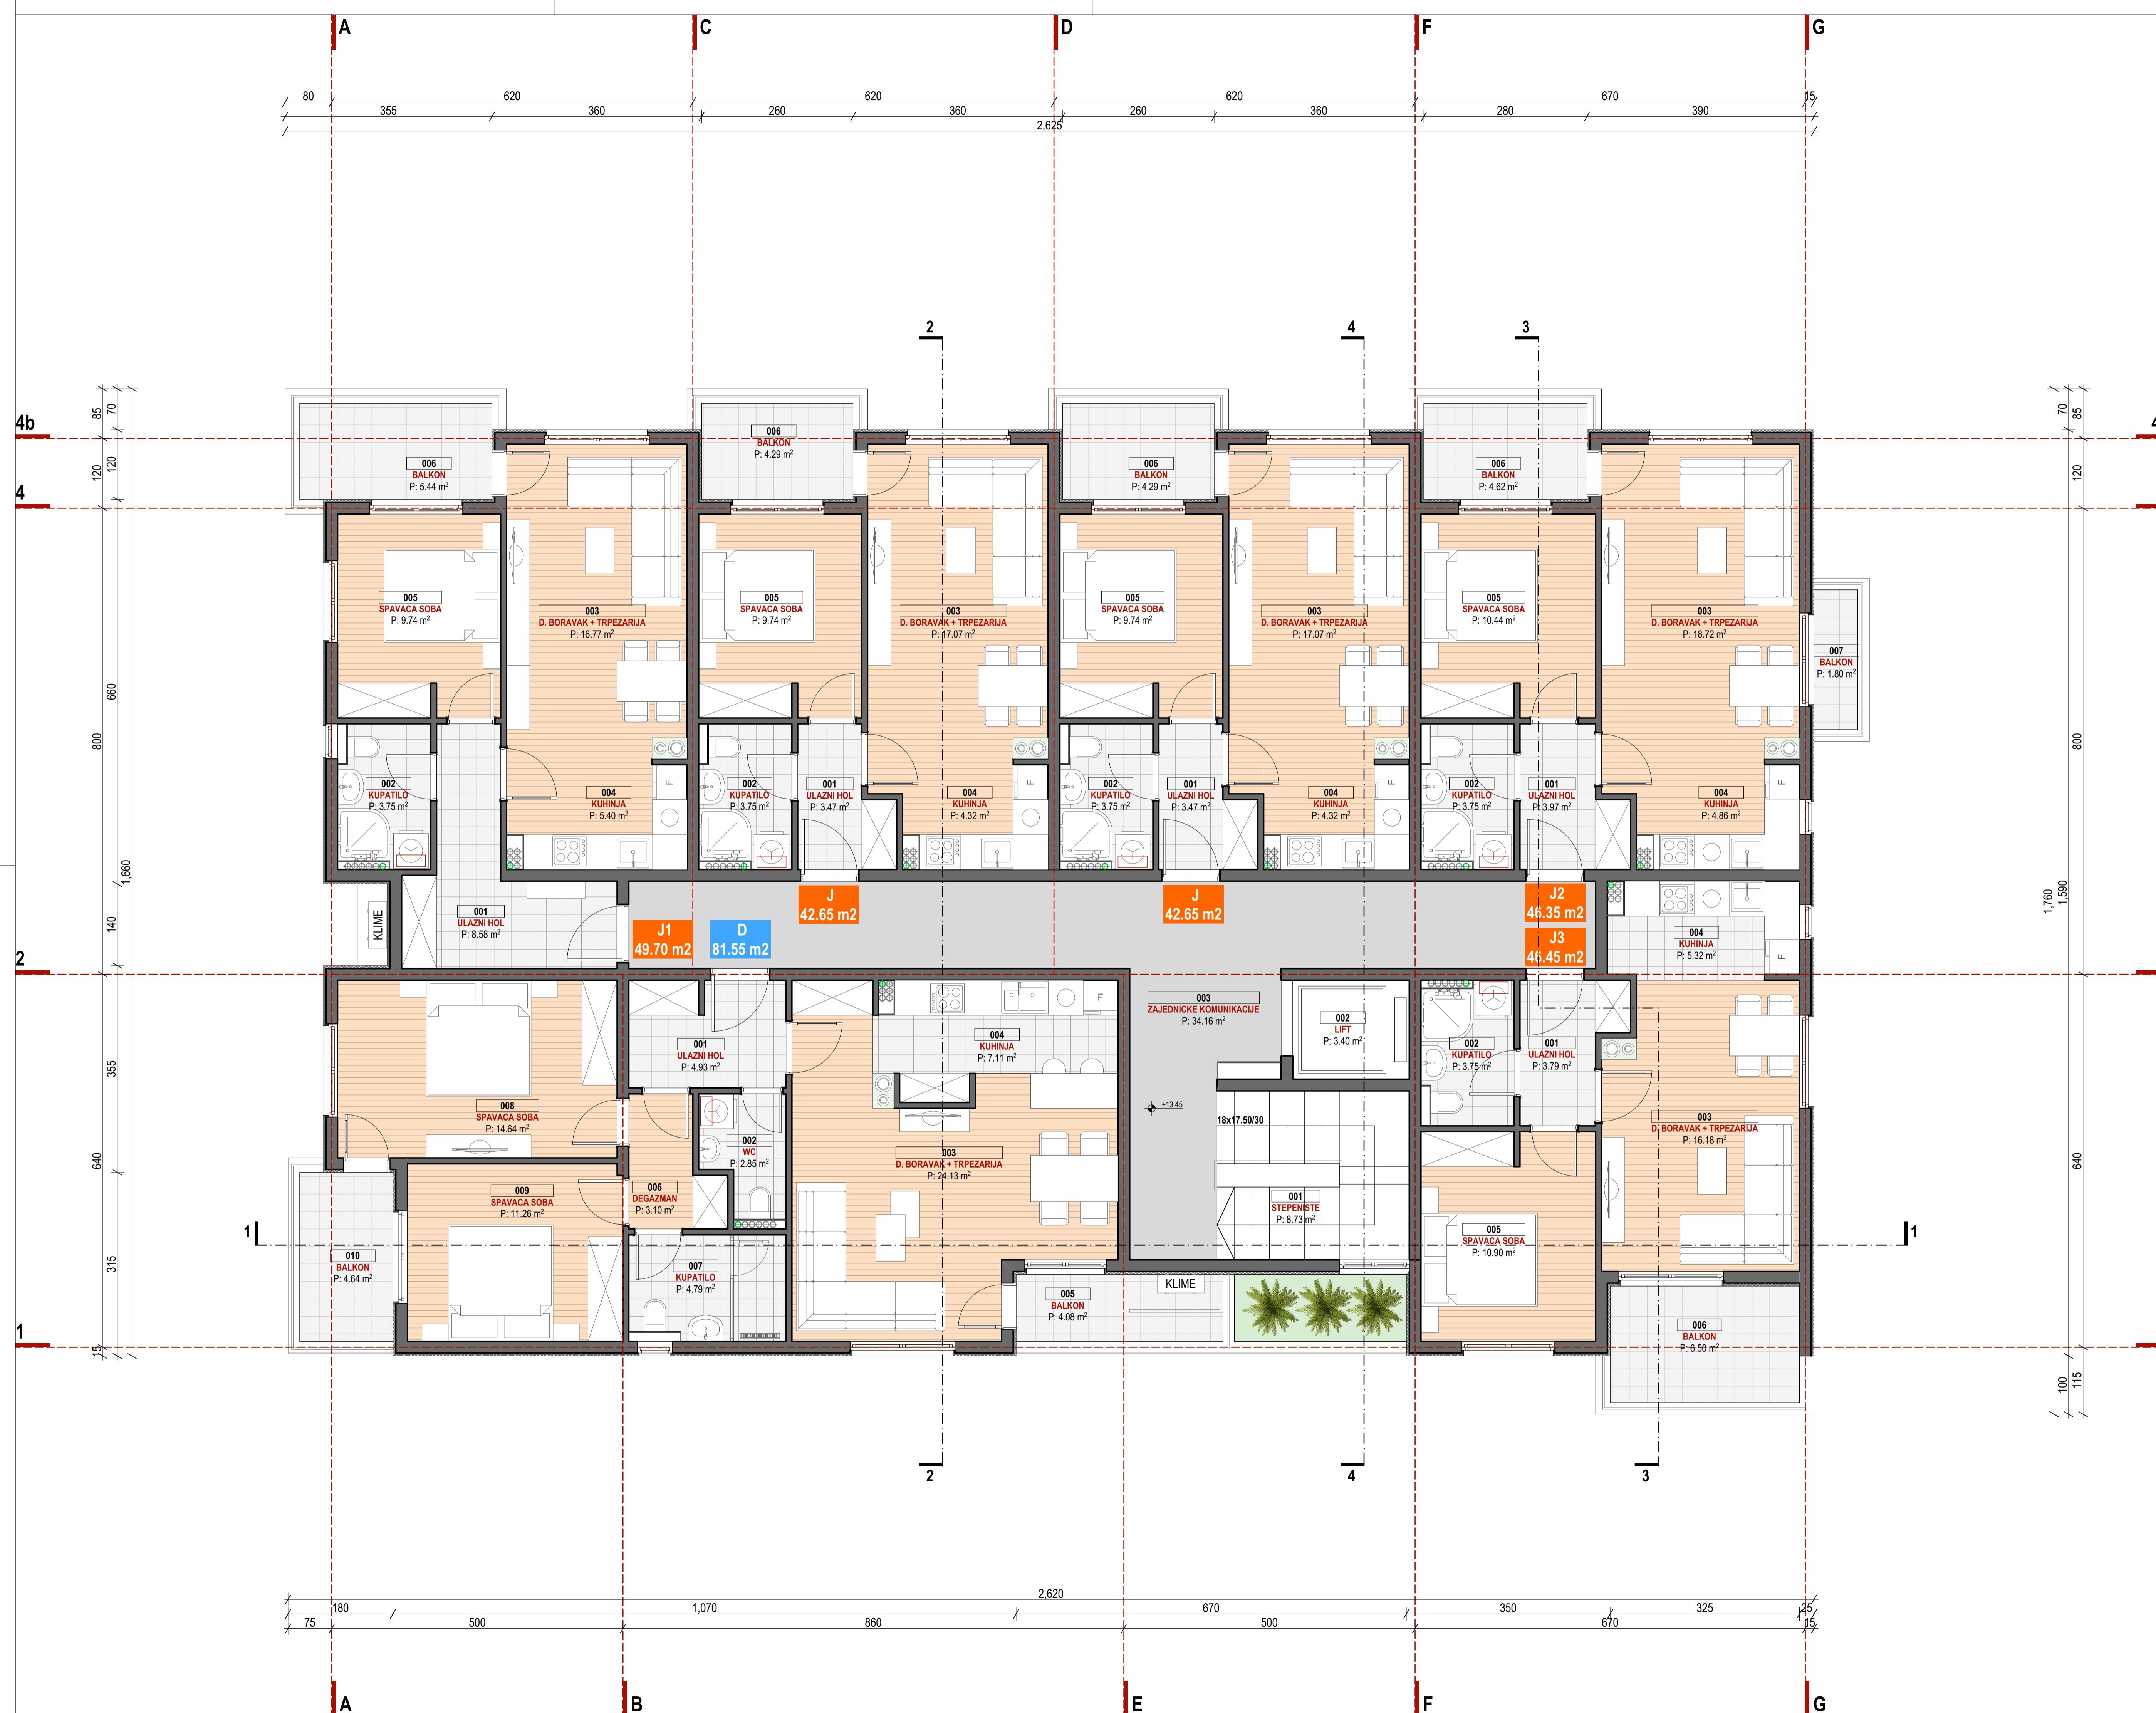 A
C
D
F
G
80
620
620
620
670
15
355
360
260
360
260
360
280
390
2,625
2
4
3
4b
4
85
70
120
120
70
85
120
006
BALKON
P: 5.44 m²
006
BALKON
P: 4.29 m²
006
BALKON
P: 4.29 m²
006
BALKON
P: 4.62 m²
4
005
SPAVACA SOBA
P: 9.74 m²
003
D. BORAVAK + TRPEZARIJA
P: 16.77 m²
005
SPAVACA SOBA
P: 9.74 m²
003
D. BORAVAK + TRPEZARIJA
P: 17.07 m²
005
SPAVACA SOBA
P: 9.74 m²
003
D. BORAVAK + TRPEZARIJA
P: 17.07 m²
005
SPAVACA SOBA
P: 10.44 m²
003
D. BORAVAK + TRPEZARIJA
P: 18.72 m²
007
BALKON
P: 1.80 m²
660
800
800
002
KUPATILO
P: 3.75 m²
004
KUHINJA
P: 5.40 m²
F
002
KUPATILO
P: 3.75 m²
001
ULAZNI HOL
P: 3.47 m²
004
KUHINJA
P: 4.32 m²
F
002
KUPATILO
P: 3.75 m²
001
ULAZNI HOL
P: 3.47 m²
004
KUHINJA
P: 4.32 m²
F
002
KUPATILO
P: 3.75 m²
001
ULAZNI HOL
P: 3.97 m²
004
KUHINJA
P: 4.86 m²
F
1,660
1,760
1,590
140
KLIME
001
ULAZNI HOL
P: 8.58 m²
J1
49.70 m2
D
81.55 m2
J
42.65 m2
J
42.65 m2
J2
46.35 m2
J3
46.45 m2
004
KUHINJA
P: 5.32 m²
F
2
355
640
315
640
008
SPAVACA SOBA
P: 14.64 m²
001
ULAZNI HOL
P: 4.93 m²
004
KUHINJA
P: 7.11 m²
F
003
ZAJEDNICKE KOMUNIKACIJE
P: 34.16 m²
002
LIFT
P: 3.40 m²
002
KUPATILO
P: 3.75 m²
001
ULAZNI HOL
P: 3.79 m²
+13.45
18x17.50/30
003
D. BORAVAK + TRPEZARIJA
P: 16.18 m²
002
WC
P: 2.85 m²
003
D. BORAVAK + TRPEZARIJA
P: 24.13 m²
009
SPAVACA SOBA
P: 11.26 m²
006
DEGAZMAN
P: 3.10 m²
001
STEPENISTE
P: 8.73 m²
005
SPAVACA SOBA
P: 10.90 m²
1
1
010
BALKON
P: 4.64 m²
007
KUPATILO
P: 4.79 m²
005
BALKON
P: 4.08 m²
KLIME
006
BALKON
P: 6.50 m²
1
15
100
115
2
4
3
2,620
180
1,070
670
350
325
25
75
500
860
500
670
15
A
B
E
F
G